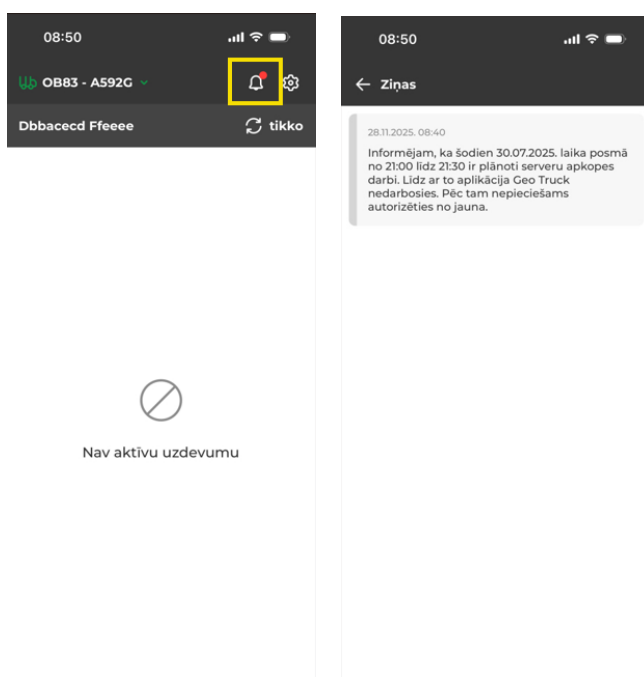 08:50
OB83 - A592G
Dbbacecd Ffeeee
tikko
Nav aktīvu uzdevumu
08:50
Ziņas
28.11.2025. 08:40
Informējam, ka šodien 30.07.2025. laika posmā
no 21:00 līdz 21:30 ir plānoti serveru apkopes
darbi. Līdz ar to aplikācija Geo Truck
nedarbosies. Pēc tam nepieciešams
autorizēties no jauna.